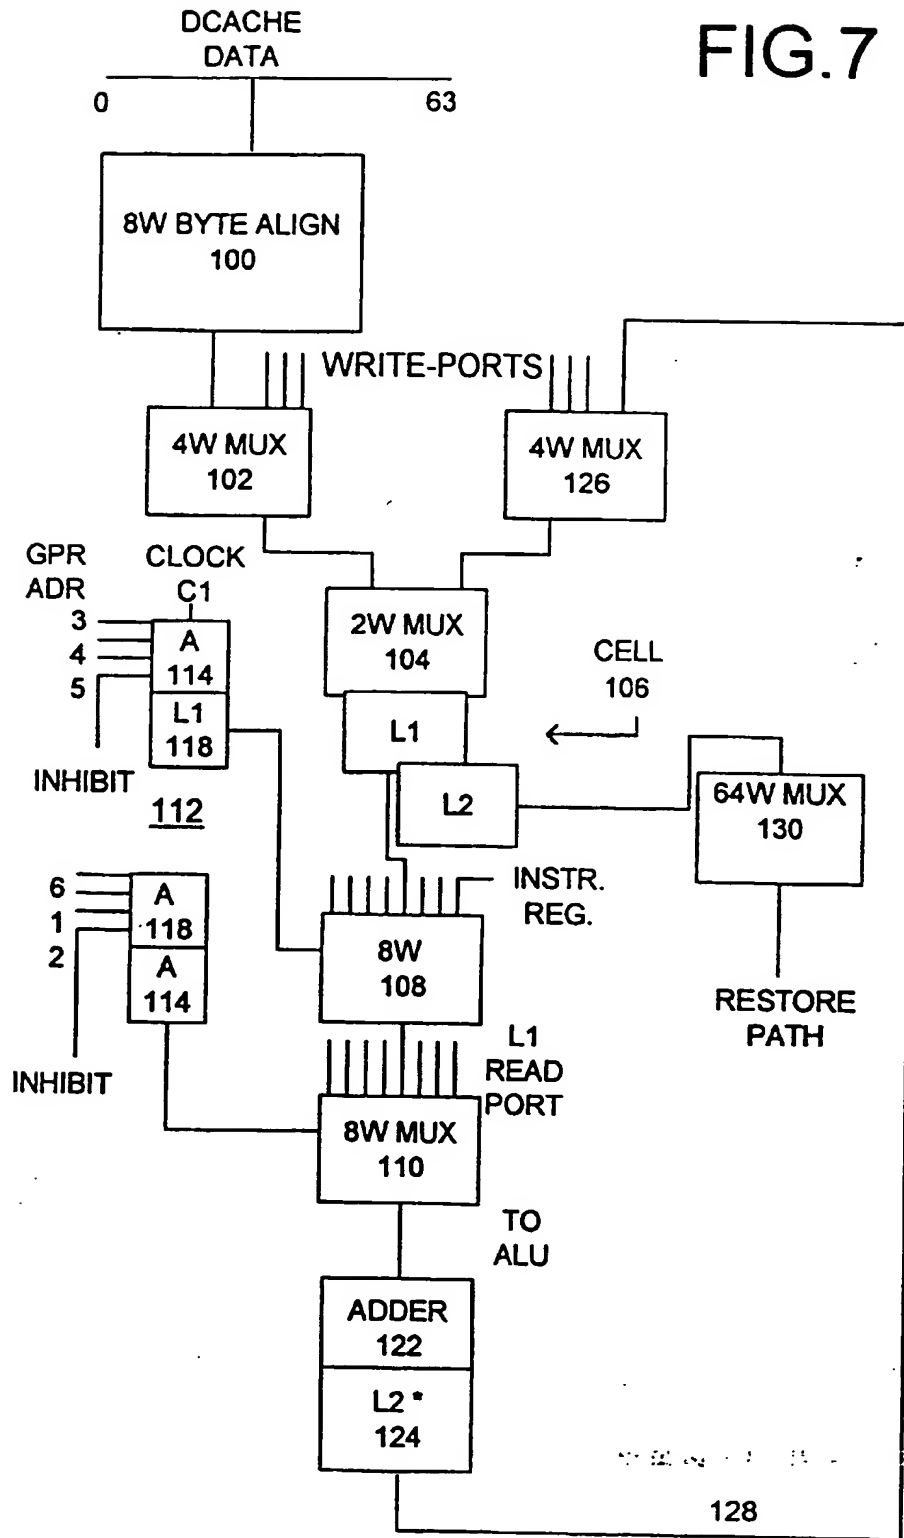 FIG.7
DCACHE
DATA
0 63
8W BYTE ALIGN
100
WRITE-PORTS
4W MUX
102
4W MUX
126
GPR
ADR
CLOCK
C1
3
4
5
A
114
L1
118
INHIBIT
112
2W MUX
104
L1
L2
CELL
106
64W MUX
130
RESTORE
PATH
6
1
2
A
118
A
114
INHIBIT
INSTR.
REG.
8W
108
L1
READ
PORT
8W MUX
110
TO
ALU
ADDER
122
L2 *
124
128